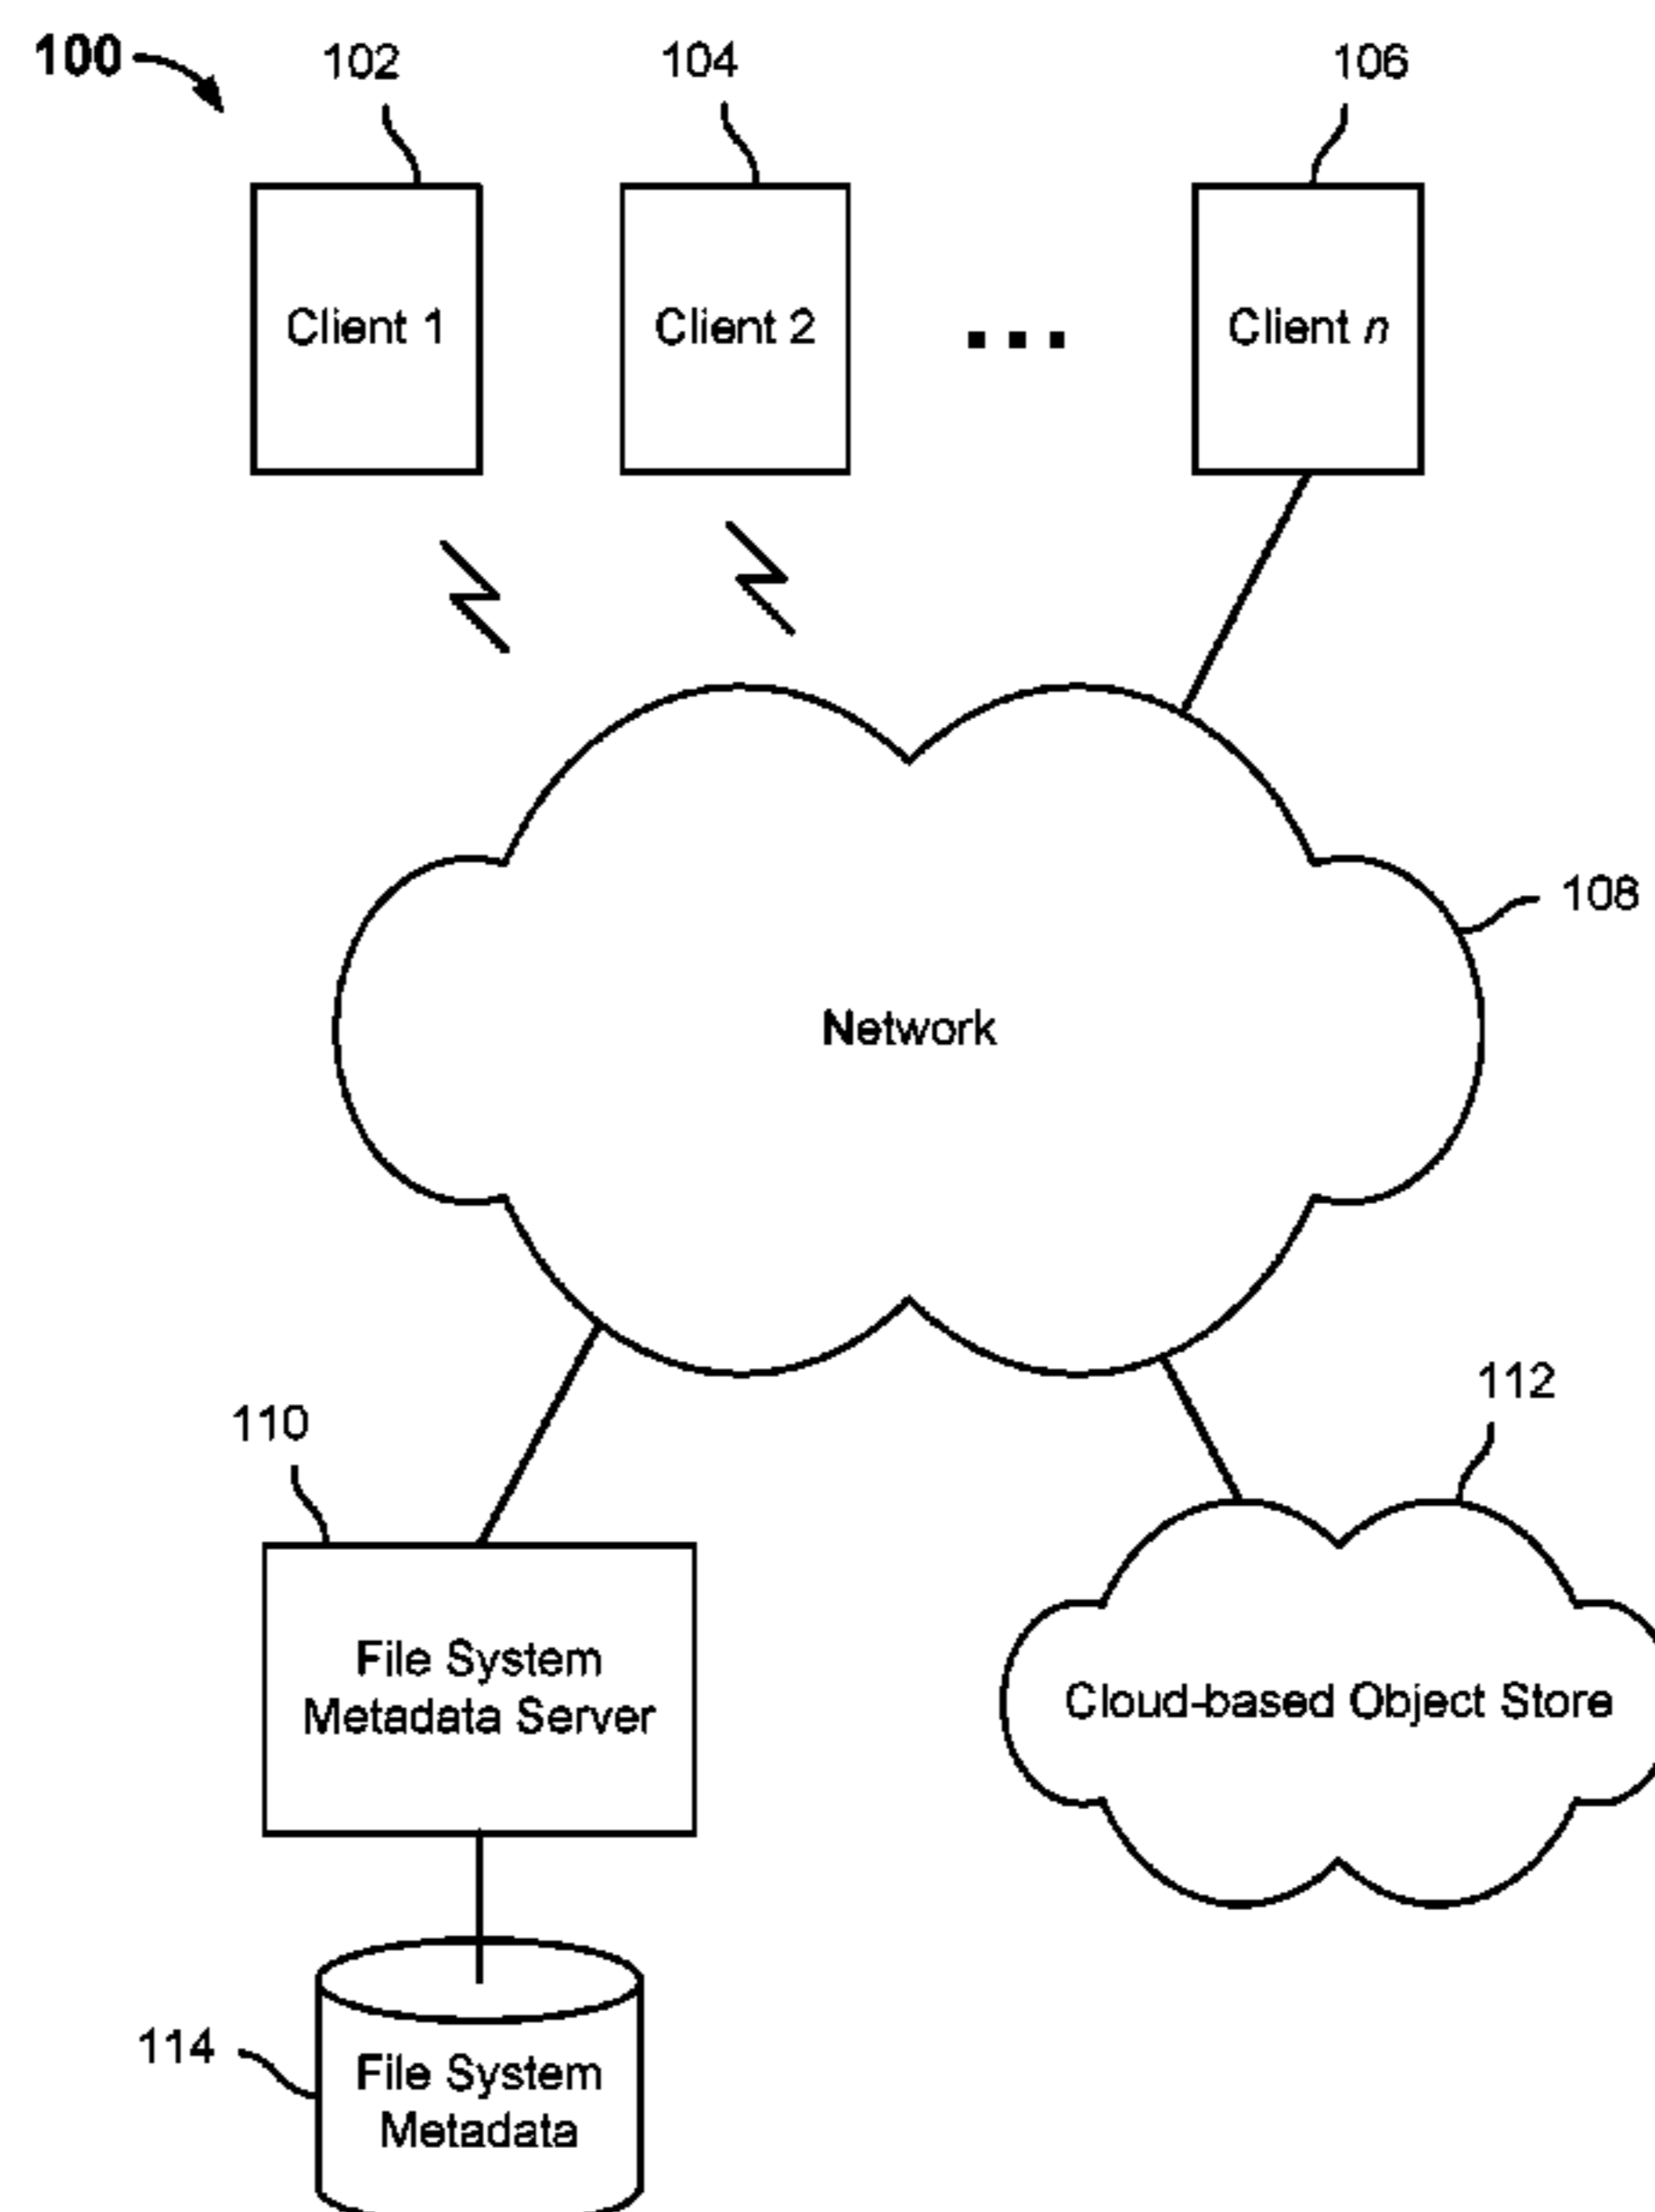 100
102
104
106
Client 1
Client 2
...
Client n
108
Network
110
112
File System
Metadata Server
Cloud-based Object Store
114
File System
Metadata